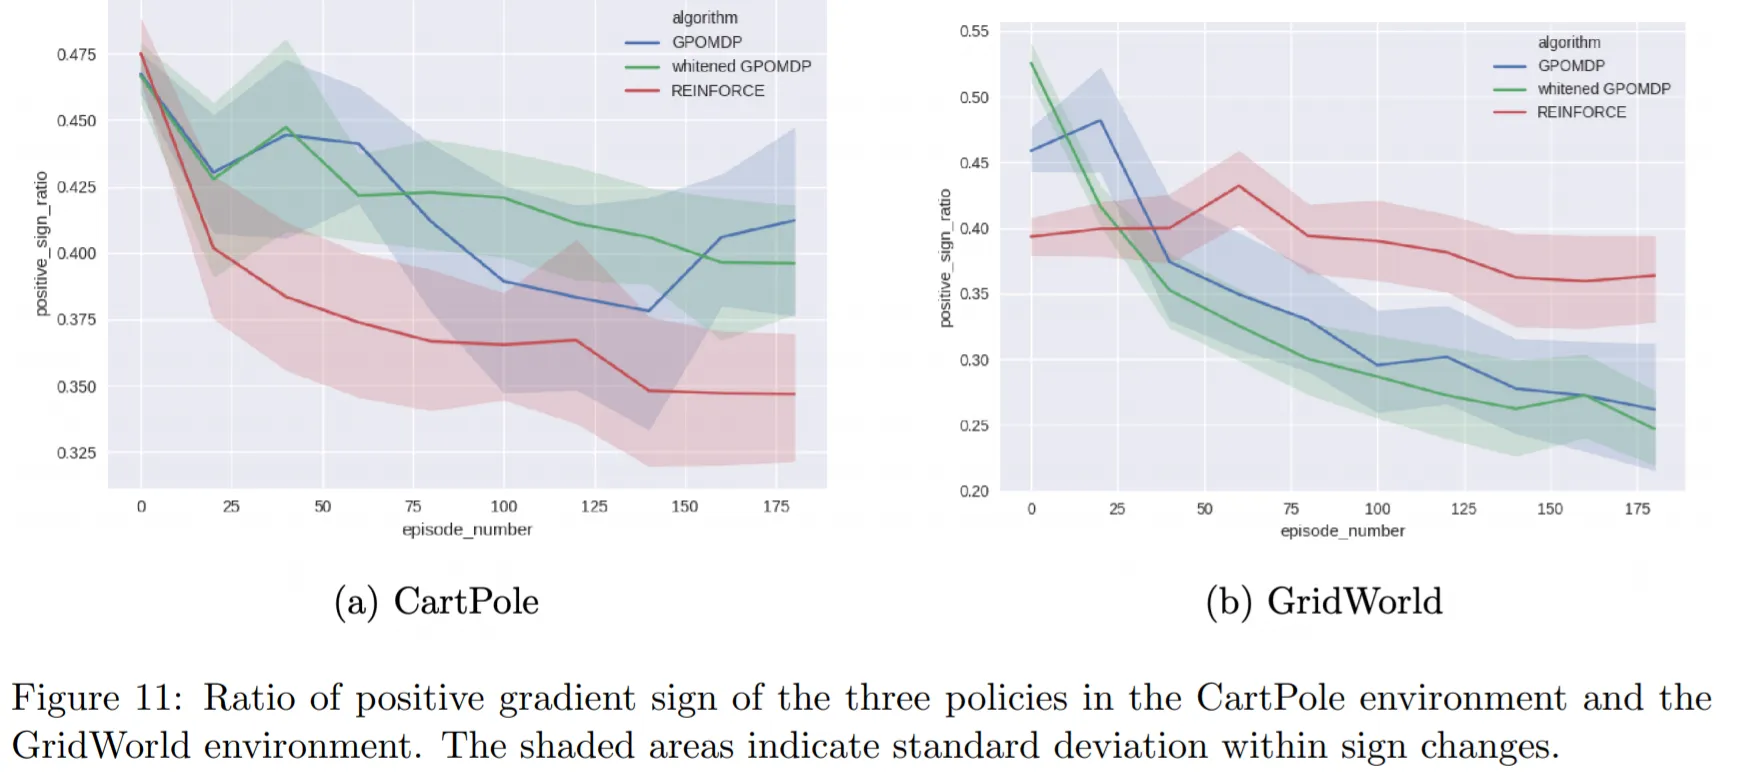 algorithm
GPOMDP
whitened GPOMDP
REINFORCE
0.475
0.450
0.425
0.400
0.375
0.350
0.325
positive_sign_ratio
0 25 50 75 100 125 150 175
episode_number
(a) CartPole
algorithm
GPOMDP
whitened GPOMDP
REINFORCE
0.55
0.50
0.45
0.40
0.35
0.30
0.25
0.20
positive_sign_ratio
0 25 50 75 100 125 150 175
episode_number
(b) GridWorld
Figure 11: Ratio of positive gradient sign of the three policies in the CartPole environment and the
GridWorld environment. The shaded areas indicate standard deviation within sign changes.